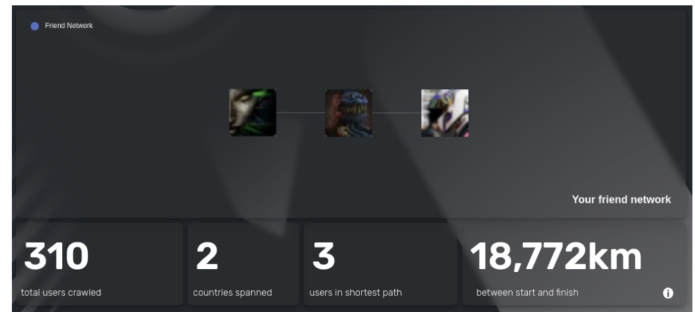 Friend Network
Your friend network
310
total users crawled
2
countries spanned
3
users in shortest path
18,772km
between start and finish